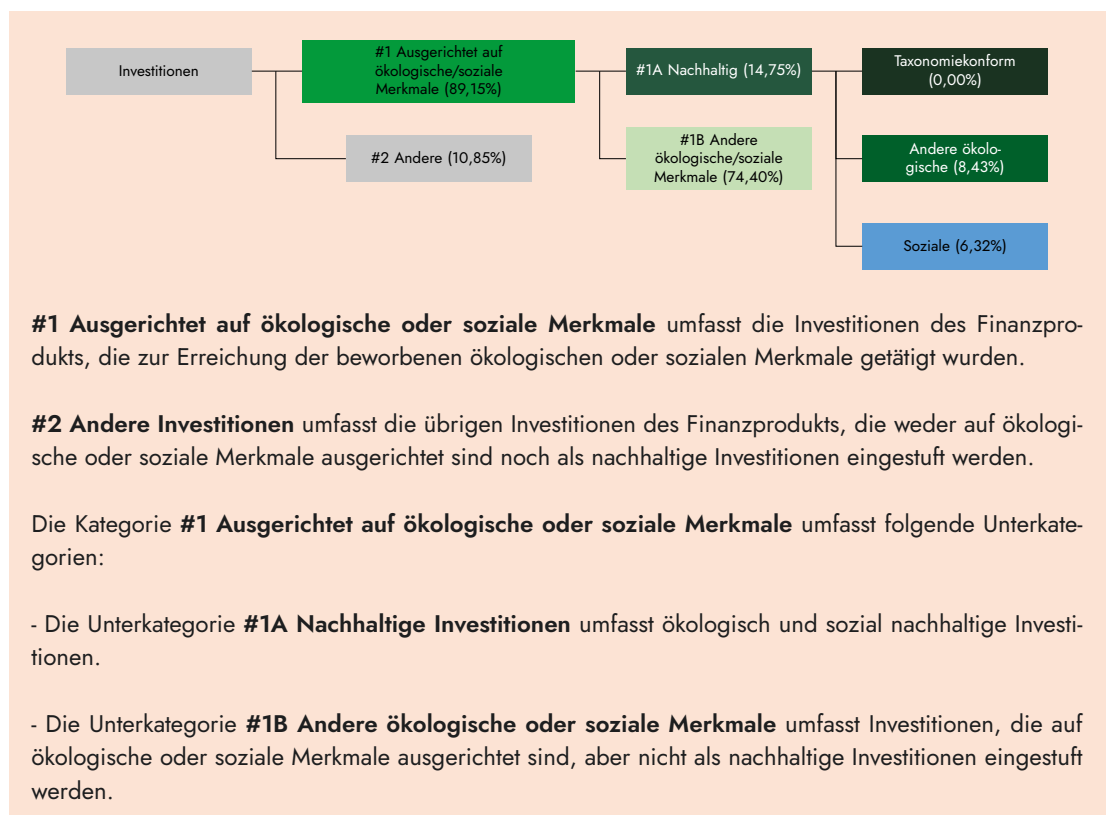 Investitionen
#1 Ausgerichtet auf
ökologische/soziale
Merkmale (89,15%)
#1A Nachhaltig (14,75%)
Taxonomiekonform
(0,00%)
#2 Andere (10,85%)
#1B Andere
ökologische/soziale
Merkmale (74,40%)
Andere ökolo-
gische (8,43%)
Soziale (6,32%)
#1 Ausgerichtet auf ökologische oder soziale Merkmale umfasst die Investitionen des Finanzpro-
dukts, die zur Erreichung der beworbenen ökologischen oder sozialen Merkmale getätigt wurden.
#2 Andere Investitionen umfasst die übrigen Investitionen des Finanzprodukts, die weder auf ökologi-
sche oder soziale Merkmale ausgerichtet sind noch als nachhaltige Investitionen eingestuft werden.
Die Kategorie #1 Ausgerichtet auf ökologische oder soziale Merkmale umfasst folgende Unterkate-
gorien:
- Die Unterkategorie #1A Nachhaltige Investitionen umfasst ökologisch und sozial nachhaltige Investi-
tionen.
- Die Unterkategorie #1B Andere ökologische oder soziale Merkmale umfasst Investitionen, die auf
ökologische oder soziale Merkmale ausgerichtet sind, aber nicht als nachhaltige Investitionen eingestuft
werden.